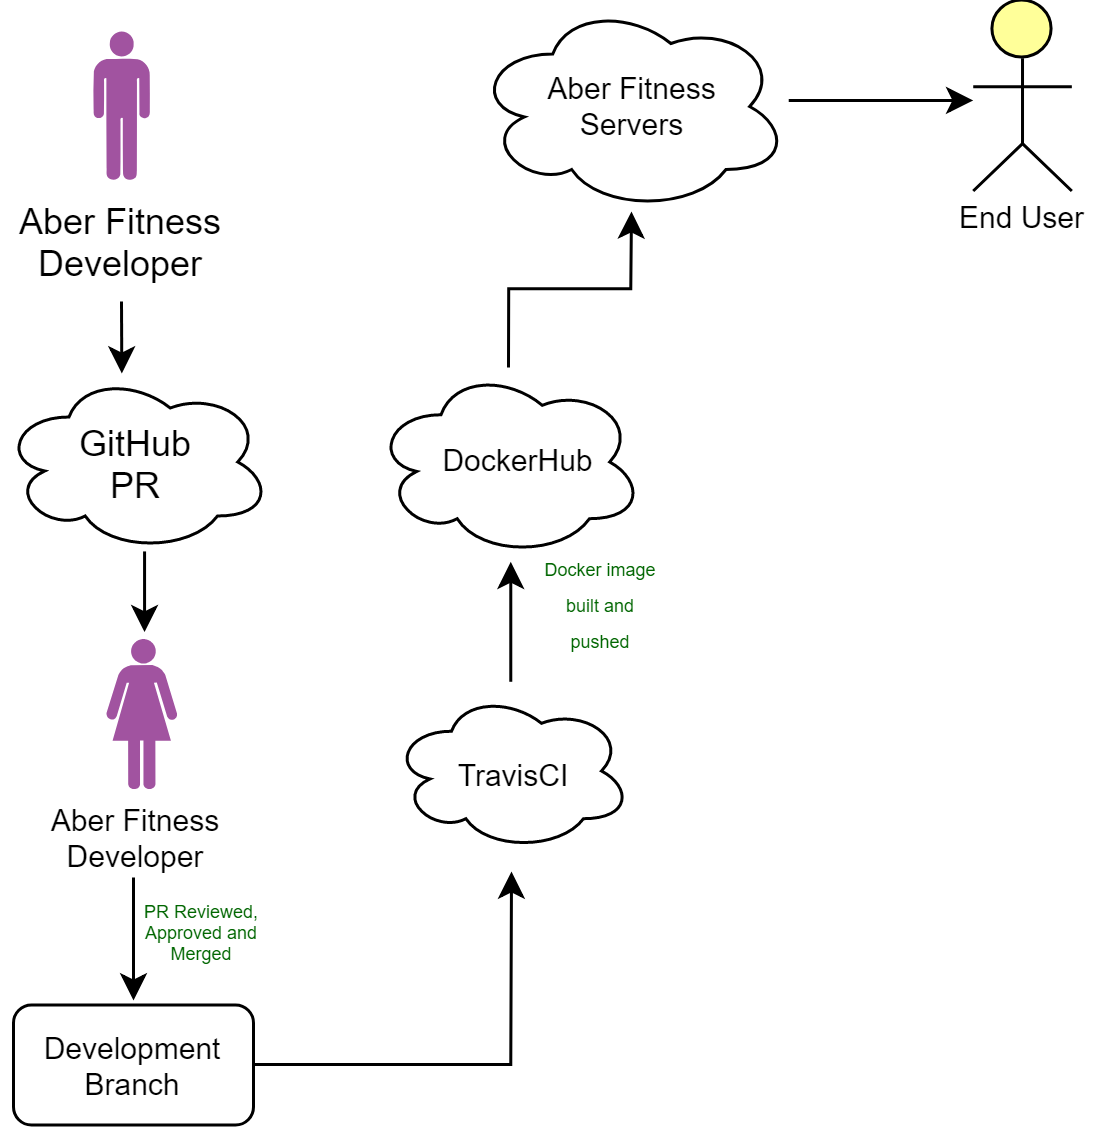 Aber Fitness
Developer
GitHub
PR
Aber Fitness
Developer
PR Reviewed,
Approved and
Merged
Development
Branch
TravisCI
Docker image
built and
pushed
DockerHub
Aber Fitness
Servers
End User